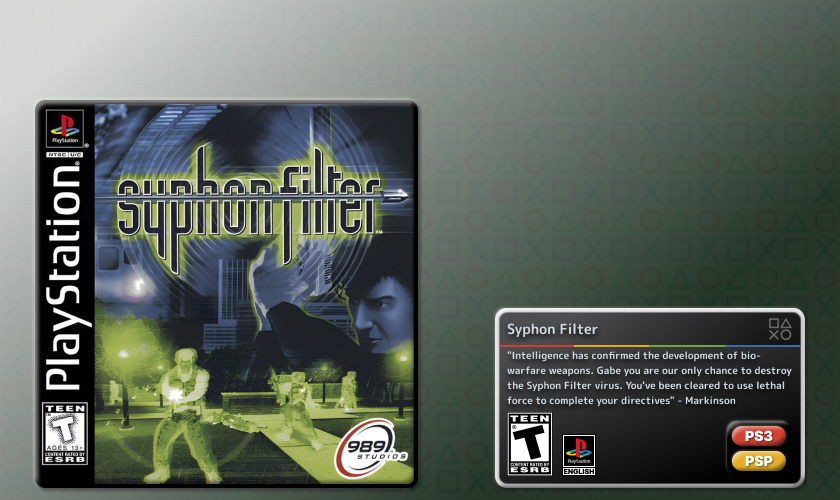 PlayStation
NTSC U/C
PlayStation
syphon filter
TEEN
T
AGES 13+
CONTENT RATED BY
ESRB
989
STUDIOS
Syphon Filter
"Intelligence has confirmed the development of bio-
warfare weapons. Gabe you are our only chance to destroy
the Syphon Filter virus. You've been cleared to use lethal
force to complete your directives" - Markinson
TEEN
T
CONTENT RATED BY
ESRB
PlayStation
ENGLISH
PS3
PSP